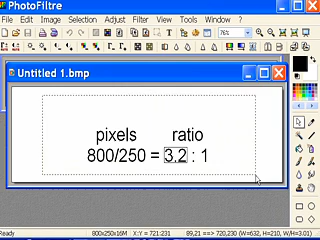 PhotoFiltre
File Edit Image Selection Adjust Filter View Tools Window ?
76%
Untitled 1.bmp
pixels ratio
800/250 = 3.2 : 1
Ready 800x250x16M X=721:231 89,21 ==> 720,230 (W=632, H=210, W/H=3.01)